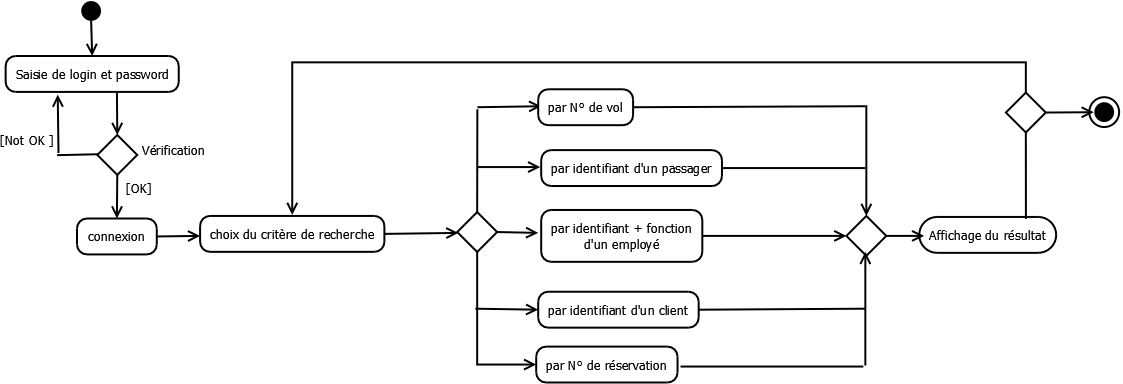 Saisie de login et password
[Not OK ]
Vérification
[OK]
connexion
choix du critère de recherche
par N° de vol
par identifiant d'un passager
par identifiant + fonction
d'un employé
par identifiant d'un client
par N° de réservation
Affichage du résultat